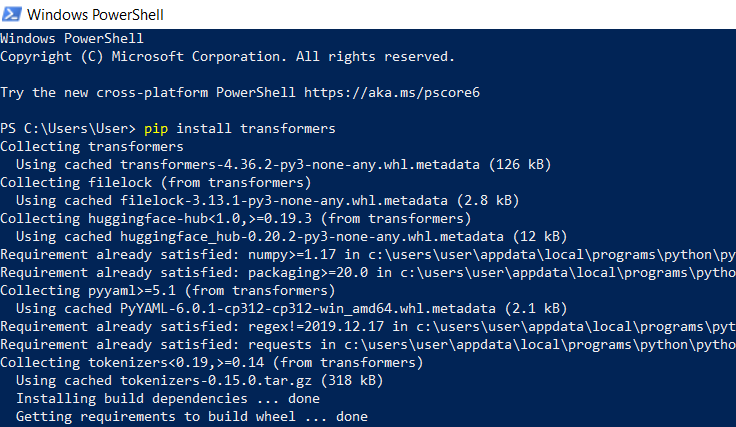 Windows PowerShell
Windows PowerShell
Copyright (C) Microsoft Corporation. All rights reserved.
Try the new cross-platform PowerShell https://aka.ms/pscore6
PS C:\Users\User> pip install transformers
Collecting transformers
  Using cached transformers-4.36.2-py3-none-any.whl.metadata (126 kB)
Collecting filelock (from transformers)
  Using cached filelock-3.13.1-py3-none-any.whl.metadata (2.8 kB)
Collecting huggingface-hub<1.0,>=0.19.3 (from transformers)
  Using cached huggingface_hub-0.20.2-py3-none-any.whl.metadata (12 kB)
Requirement already satisfied: numpy>=1.17 in c:\users\user\appdata\local\programs\python\py
Requirement already satisfied: packaging>=20.0 in c:\users\user\appdata\local\programs\pytho
Collecting pyyaml>=5.1 (from transformers)
  Using cached PyYAML-6.0.1-cp312-cp312-win_amd64.whl.metadata (2.1 kB)
Requirement already satisfied: regex!=2019.12.17 in c:\users\user\appdata\local\programs\pyt
Requirement already satisfied: requests in c:\users\user\appdata\local\programs\python\pytho
Collecting tokenizers<0.19,>=0.14 (from transformers)
  Using cached tokenizers-0.15.0.tar.gz (318 kB)
  Installing build dependencies ... done
  Getting requirements to build wheel ... done